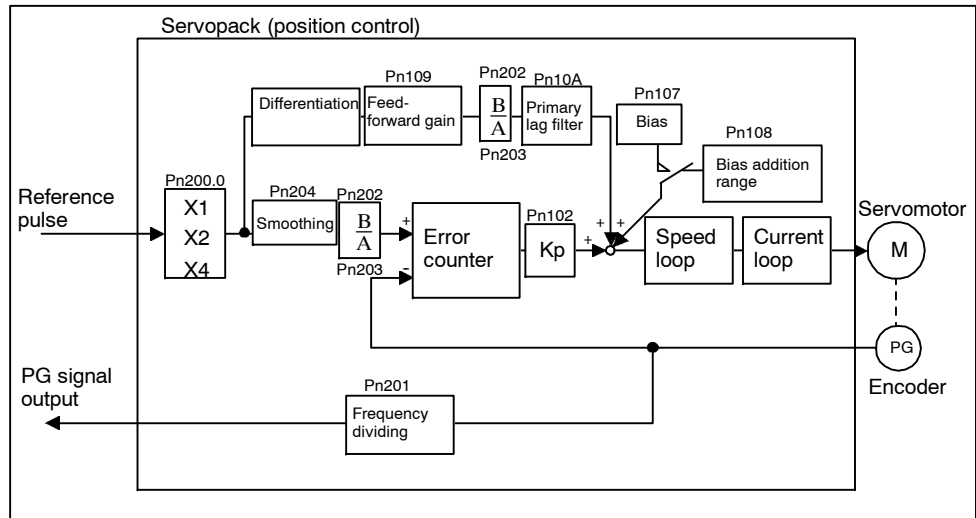 Servopack (position control)
Pn109
Pn202
Pn10A
Pn107
Differentiation
Feed-
forward gain
B
A
Primary
lag filter
Bias
Pn108
Pn203
Bias addition
range
Reference
pulse
Pn200.0
X1
X2
X4
Pn204
Smoothing
Pn202
B
A
Pn203
+
-
Error
counter
Pn102
Kp
+
+
+
Speed
loop
Current
loop
Servomotor
M
PG
Encoder
PG signal
output
Pn201
Frequency
dividing